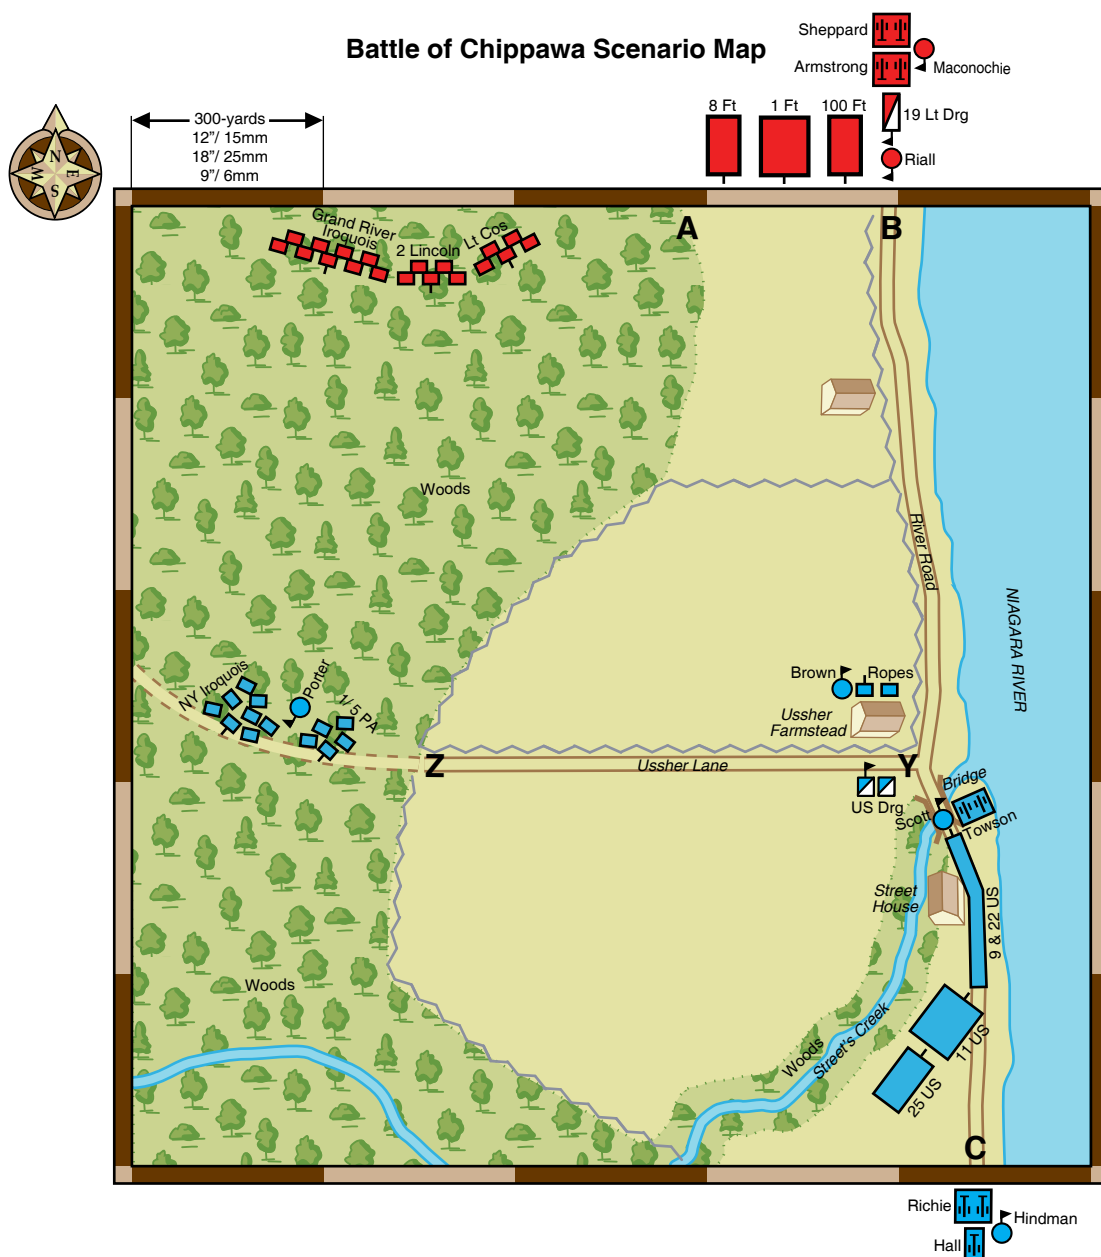 Battle of Chippawa Scenario Map
Sheppard
Armstrong
Maconochie
8 Ft
1 Ft
100 Ft
19 Lt Drg
Riall
300-yards
12”/ 15mm
18”/ 25mm
9”/ 6mm
N
E
S
W
Grand River
Iroquois
2 Lincoln
Lt Cos
A
B
Woods
River Road
NIAGARA RIVER
NY Iroquois
Porter
1/ 5 PA
Brown
Ropes
Ussher
Farmstead
Z
Ussher Lane
Y
US Drg
Bridge
Scott
Towson
Street
House
9 & 22 US
Woods
Woods
Street's Creek
11 US
25 US
C
Richie
Hindman
Hall